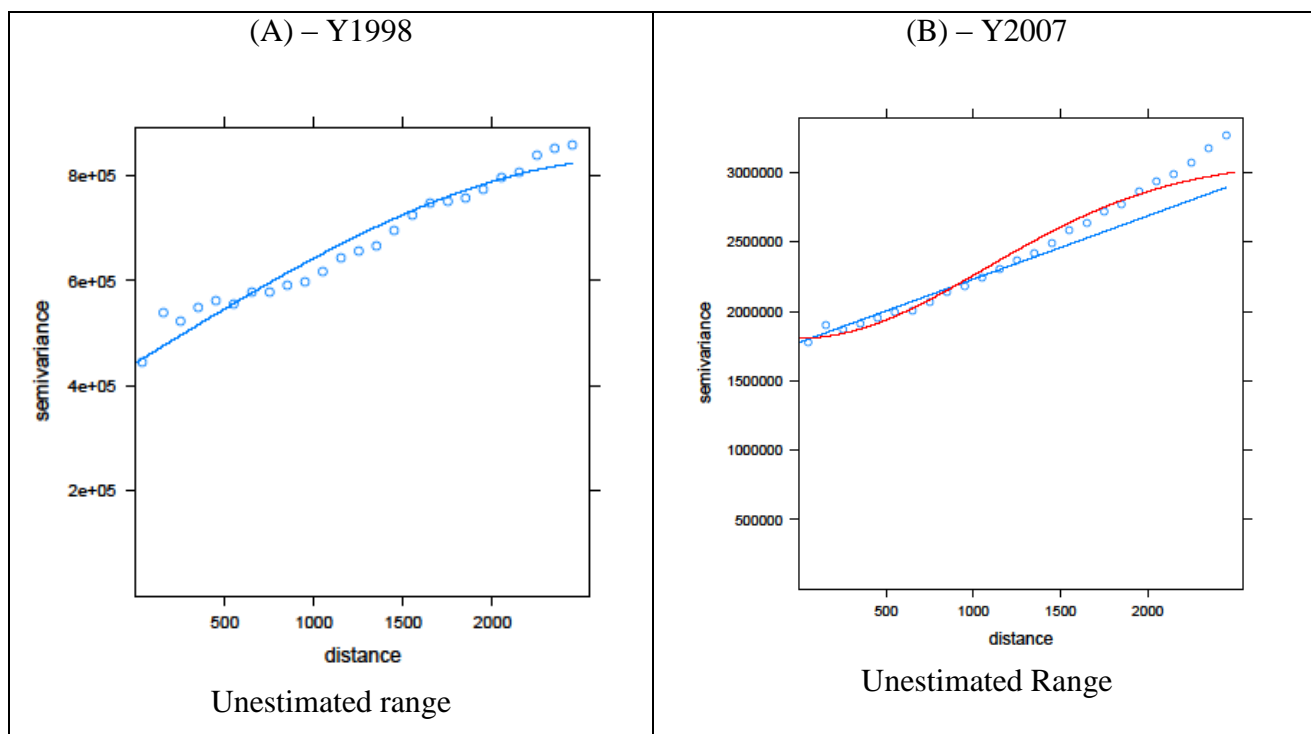 (A) – Y1998
8e+05
6e+05
4e+05
2e+05
semivariance
500 1000 1500 2000
distance
Unestimated range
(B) – Y2007
3000000
2500000
2000000
1500000
1000000
500000
semivariance
500 1000 1500 2000
distance
Unestimated Range